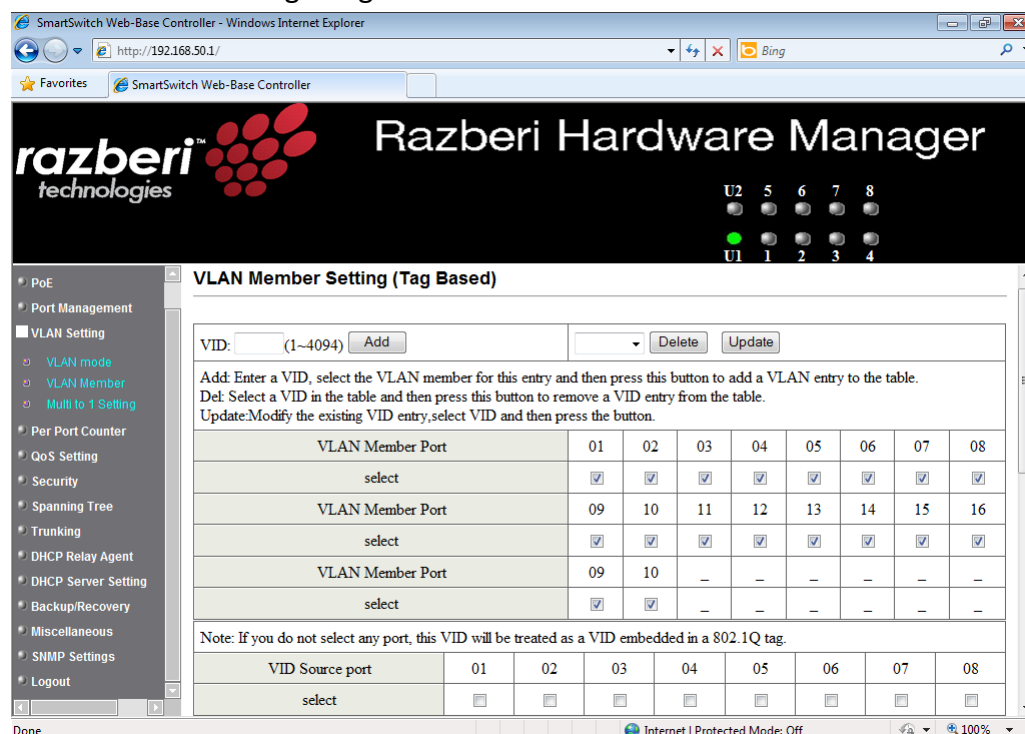 SmartSwitch Web-Base Controller - Windows Internet Explorer
http://192.168.50.1/
Bing
Favorites
SmartSwitch Web-Base Controller
razberi™
technologies
Razberi Hardware Manager
U2 5 6 7 8
U1 1 2 3 4
PoE
Port Management
VLAN Setting
VLAN mode
VLAN Member
Multi to 1 Setting
Per Port Counter
QoS Setting
Security
Spanning Tree
Trunking
DHCP Relay Agent
DHCP Server Setting
Backup/Recovery
Miscellaneous
SNMP Settings
Logout
VLAN Member Setting (Tag Based)
VID: (1~4094) Add Delete Update
Add: Enter a VID, select the VLAN member for this entry and then press this button to add a VLAN entry to the table.
Del: Select a VID in the table and then press this button to remove a VID entry from the table.
Update:Modify the existing VID entry,select VID and then press the button.
VLAN Member Port 01 02 03 04 05 06 07 08
select
VLAN Member Port 09 10 11 12 13 14 15 16
select
VLAN Member Port 09 10 _ _ _ _ _ _
select _ _ _ _ _ _
Note: If you do not select any port, this VID will be treated as a VID embedded in a 802.1Q tag.
VID Source port 01 02 03 04 05 06 07 08
select
Done Internet | Protected Mode: Off 100%